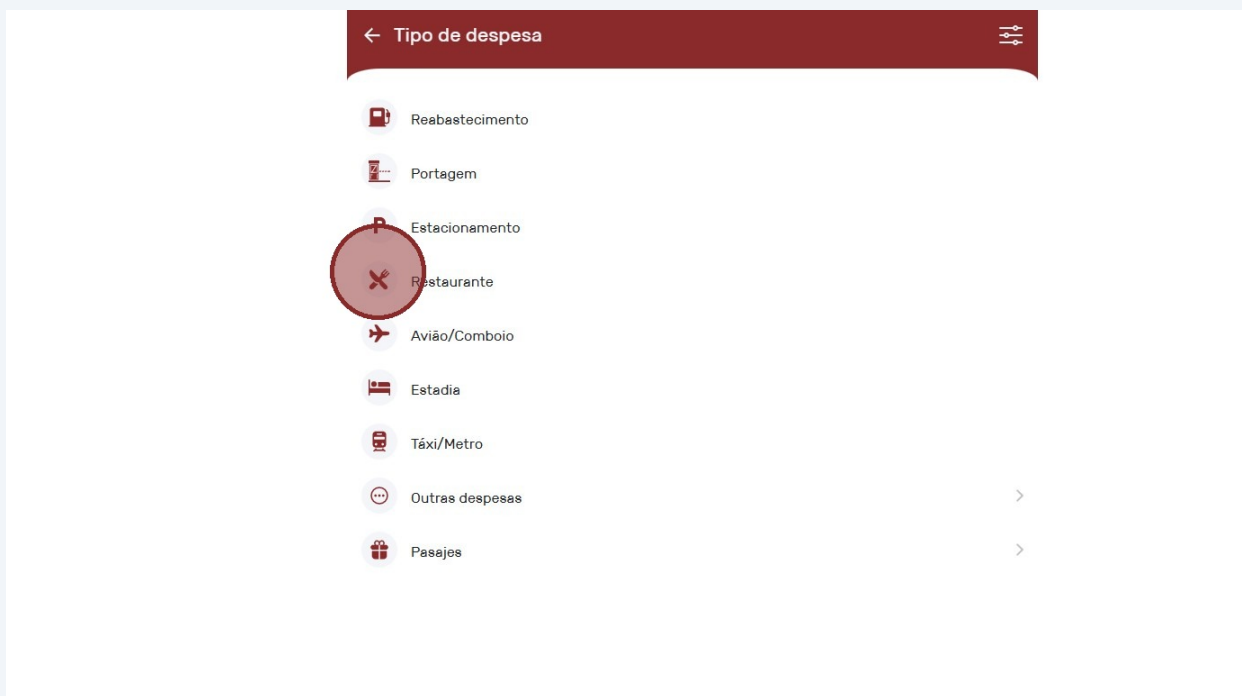 Tipo de despesa
Reabastecimento
Portagem
P Estacionamento
Restaurante
Avião/Comboio
Estadia
Táxi/Metro
Outras despesas
Pasajes